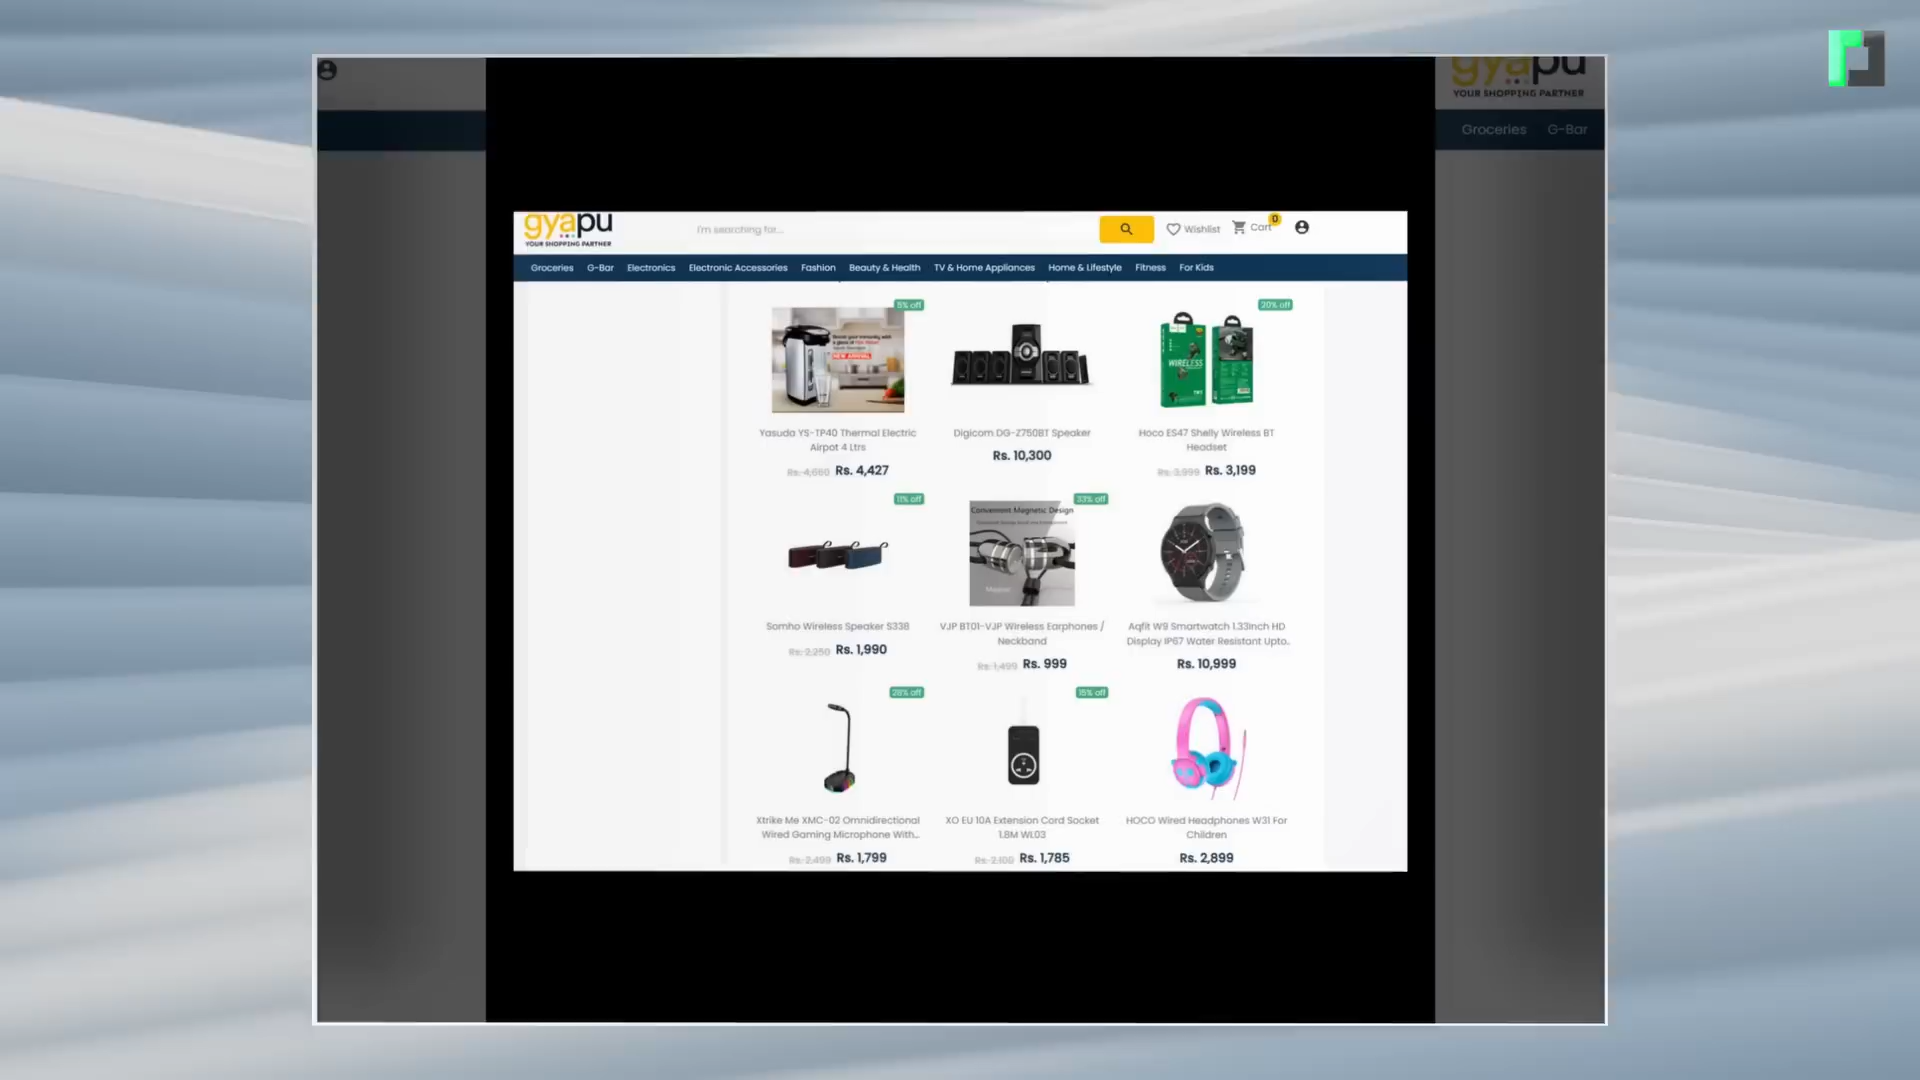 gyapu
YOUR SHOPPING PARTNER
Groceries G-Bar
gyapu
YOUR SHOPPING PARTNER
I'm searching for...
Wishlist
Cart
0
Groceries G-Bar Electronics Electronic Accessories Fashion Beauty & Health TV & Home Appliances Home & Lifestyle Fitness For Kids
5% off
NEW ARRIVAL
Yasuda YS-TP40 Thermal Electric
Airpot 4 Ltrs
Rs. 4,660 Rs. 4,427
Digicom DG-Z750BT Speaker
Rs. 10,300
20% off
WIRELESS
Hoco ES47 Shelly Wireless BT
Headset
Rs. 3,999 Rs. 3,199
11% off
Somho Wireless Speaker S338
Rs. 2,250 Rs. 1,990
33% off
Convenient Magnetic Design
VJP BT01-VJP Wireless Earphones /
Neckband
Rs. 1,499 Rs. 999
Aqfit W9 Smartwatch 1.33Inch HD
Display IP67 Water Resistant Upto..
Rs. 10,999
28% off
Xtrike Me XMC-02 Omnidirectional
Wired Gaming Microphone With...
Rs. 2,499 Rs. 1,799
15% off
XO EU 10A Extension Cord Socket
1.8M WL03
Rs. 2,100 Rs. 1,785
HOCO Wired Headphones W31 For
Children
Rs. 2,899